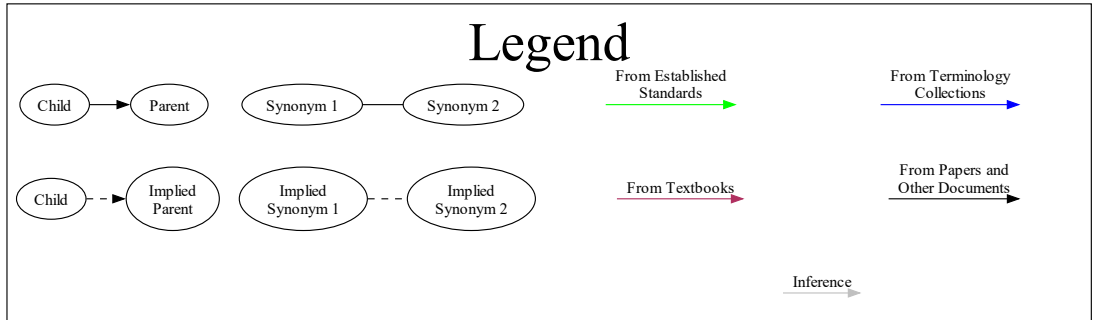 Legend
Child
Parent
Synonym 1
Synonym 2
From Established
Standards
From Terminology
Collections
Child
Implied
Parent
Implied
Synonym 1
Implied
Synonym 2
From Textbooks
From Papers and
Other Documents
Inference